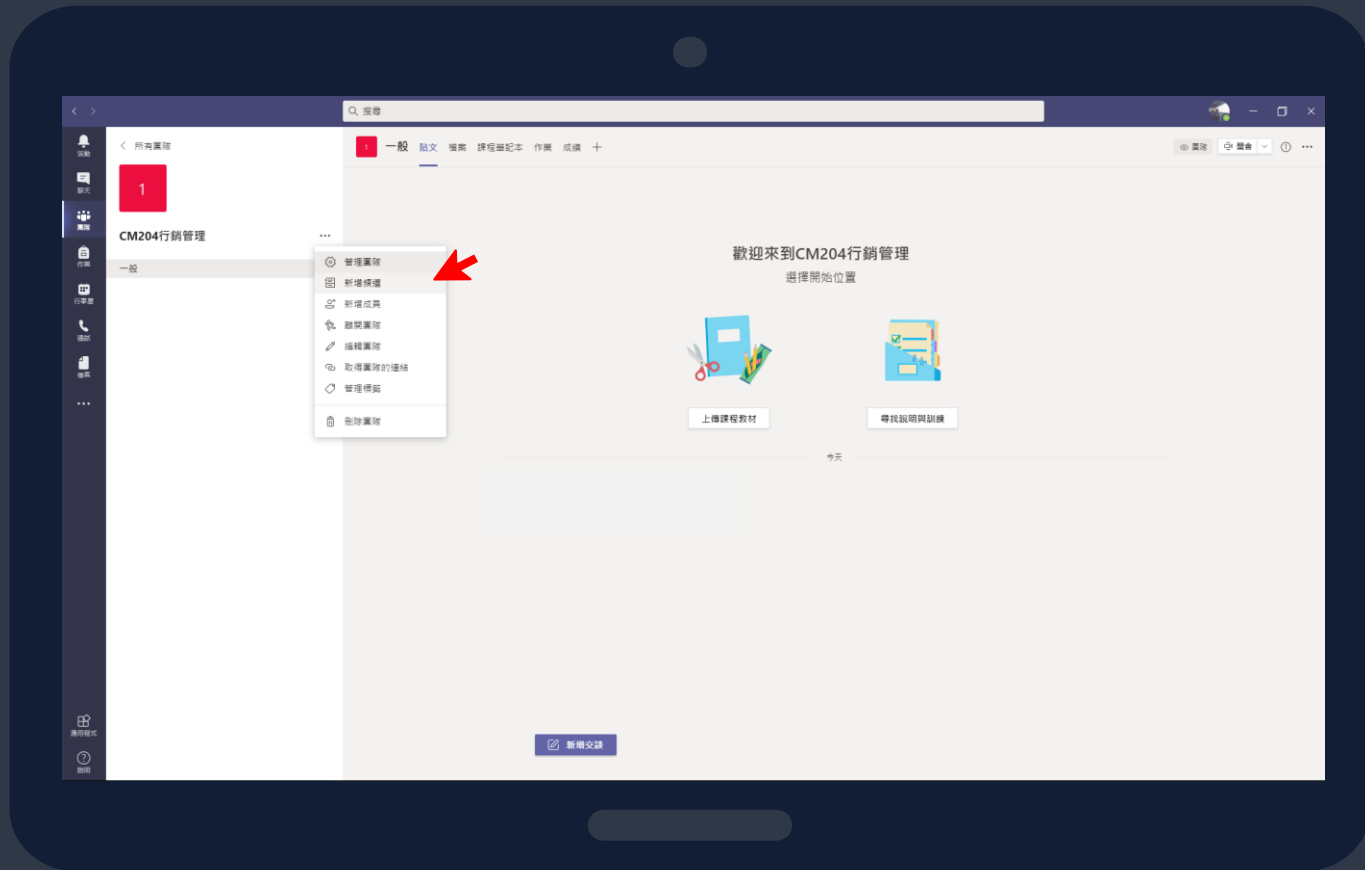 搜尋
活動
聊天
團隊
作業
行事曆
通話
檔案
應用程式
說明
所有團隊
1
CM204行銷管理
一般
管理團隊
新增頻道
新增成員
離開團隊
編輯團隊
取得團隊的連結
管理標籤
刪除團隊
1 一般 貼文 檔案 課程筆記本 作業 成績
團隊 開會
歡迎來到CM204行銷管理
選擇開始位置
上傳課程教材 尋找說明與訓練
今天
新增交談